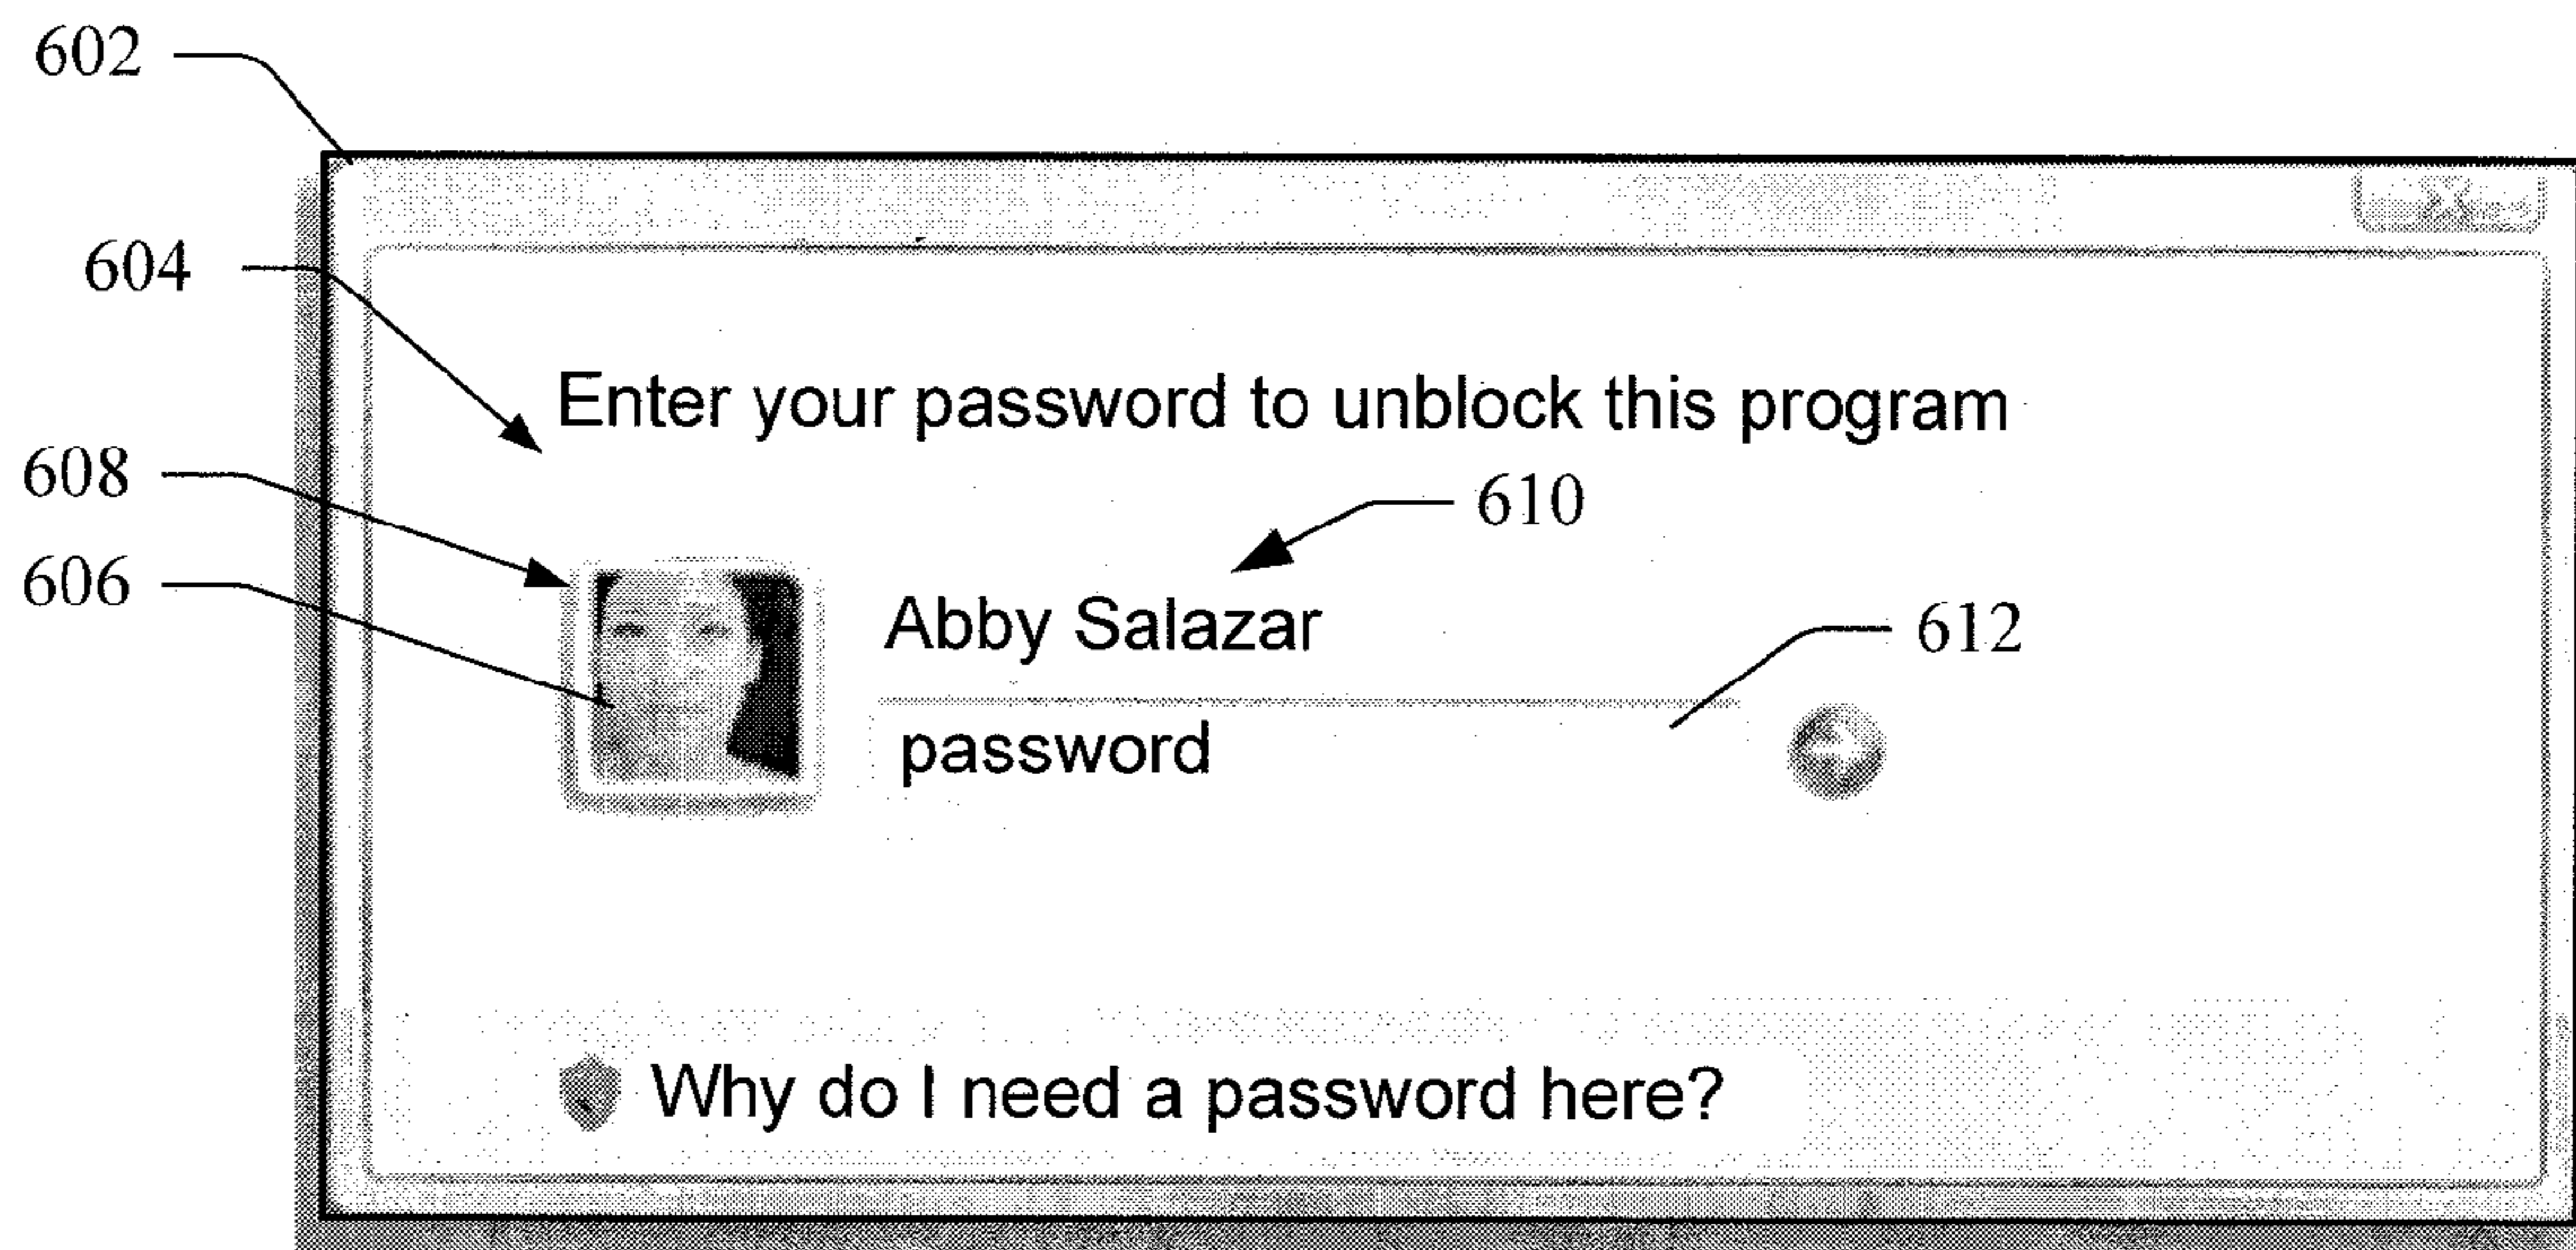 602
604
Enter your password to unblock this program
608
610
606
Abby Salazar
612
password
Why do I need a password here?